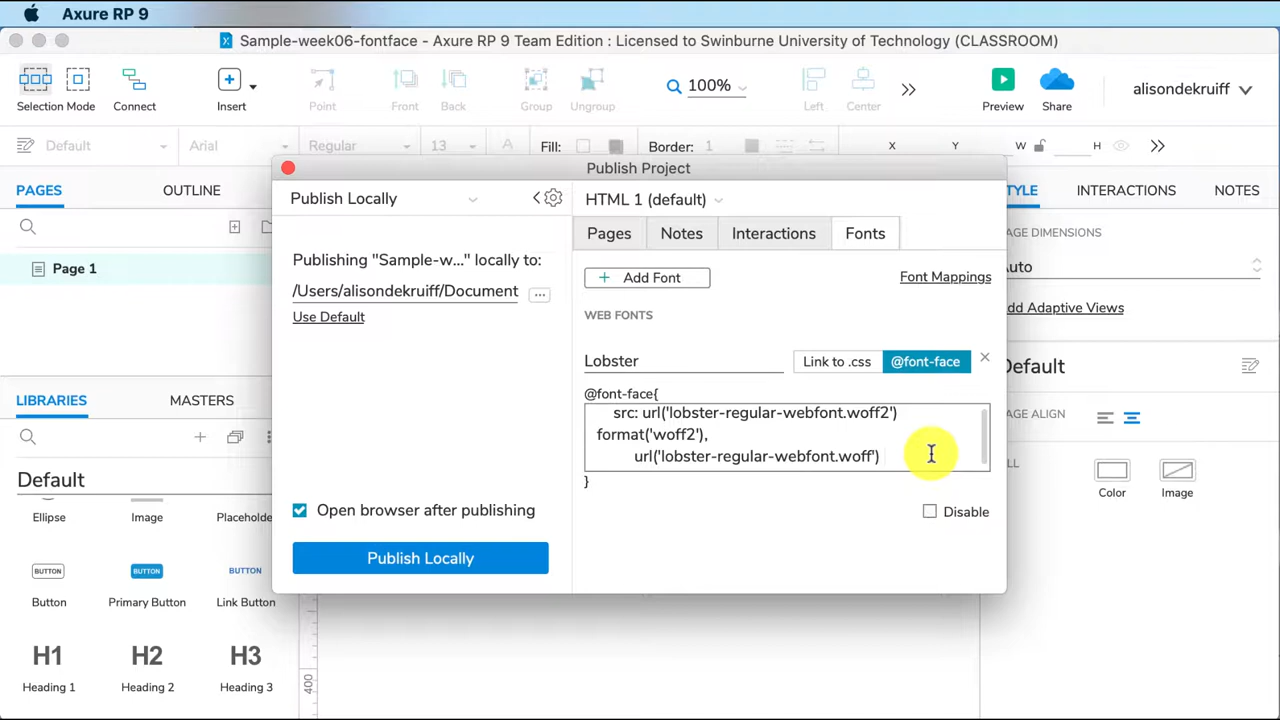 Axure RP 9
Sample-week06-fontface - Axure RP 9 Team Edition : Licensed to Swinburne University of Technology (CLASSROOM)
100%
alisondekruiff
Selection Mode
Connect
Insert
Point
Front
Back
Group
Ungroup
Left
Center
Preview
Share
Default
Arial
Regular
13
Fill:
Border:
1
X
Y
W
H
Publish Project
PAGES
OUTLINE
Publish Locally
HTML 1 (default)
TYLE
INTERACTIONS
NOTES
Pages
Notes
Interactions
Fonts
AGE DIMENSIONS
Page 1
Publishing "Sample-w..." locally to:
Add Font
Font Mappings
uto
/Users/alisondekruiff/Document
...
Use Default
WEB FONTS
dd Adaptive Views
Lobster
Link to .css
@font-face
Default
LIBRARIES
MASTERS
@font-face{
src: url('lobster-regular-webfont.woff2')
format('woff2'),
url('lobster-regular-webfont.woff')
}
AGE ALIGN
LL
Color
Image
Default
Ellipse
Image
Placeholde
Open browser after publishing
Disable
Publish Locally
BUTTON
BUTTON
BUTTON
Button
Primary Button
Link Button
H1
H2
H3
Heading 1
Heading 2
Heading 3
400